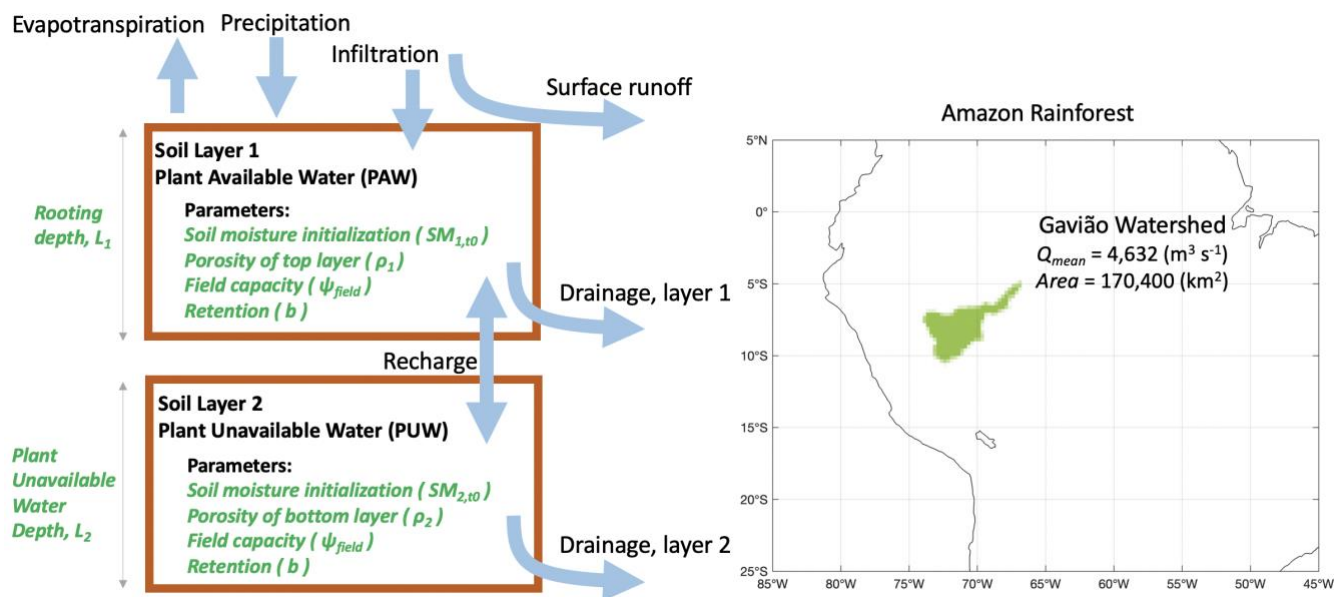 Evapotranspiration
Precipitation
Infiltration
Surface runoff
Soil Layer 1
Plant Available Water (PAW)
Parameters:
Soil moisture initialization ( SM1,t0 )
Porosity of top layer ( ρ1 )
Field capacity ( ψfield )
Retention ( b )
Rooting
depth, L1
Drainage, layer 1
Recharge
Soil Layer 2
Plant Unavailable Water (PUW)
Parameters:
Soil moisture initialization ( SM2,t0 )
Porosity of bottom layer ( ρ2 )
Field capacity ( ψfield )
Retention ( b )
Plant
Unavailable
Water
Depth, L2
Drainage, layer 2
Amazon Rainforest
Gavião Watershed
Qmean = 4,632 (m³ s⁻¹)
Area = 170,400 (km²)
5°N
0°
5°S
10°S
15°S
20°S
25°S
85°W 80°W 75°W 70°W 65°W 60°W 55°W 50°W 45°W